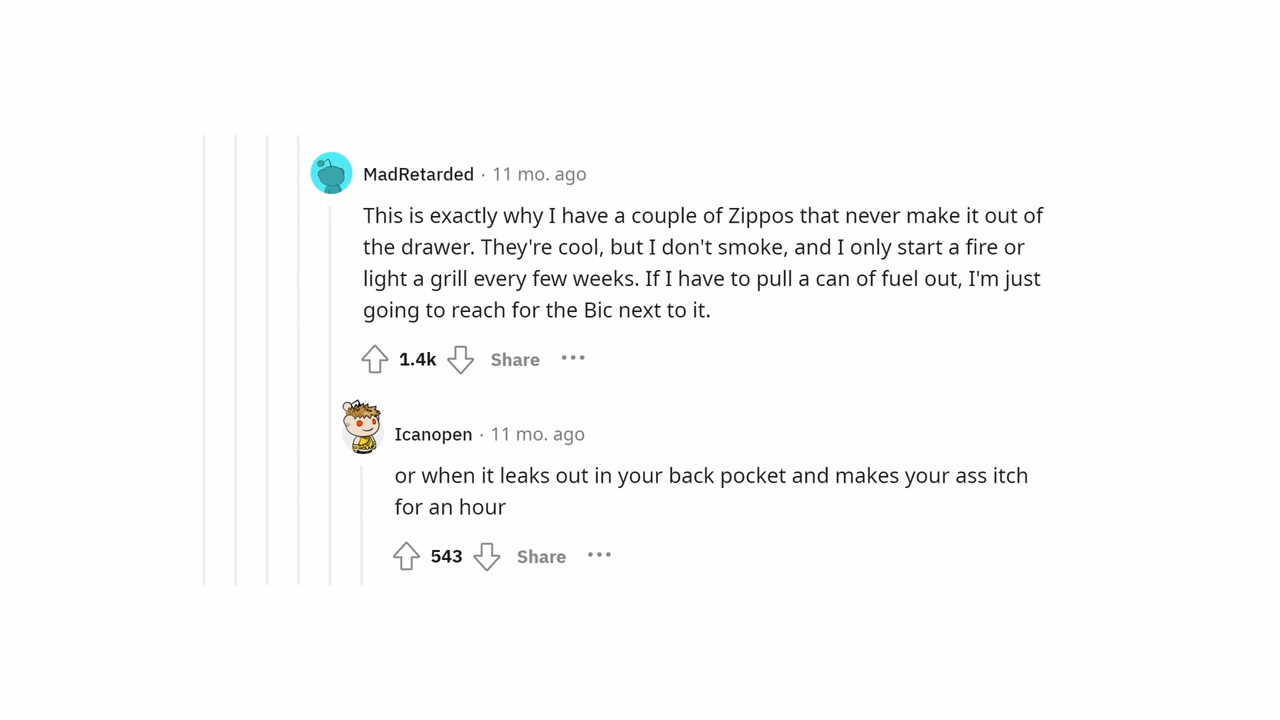 MadRetarded · 11 mo. ago
This is exactly why I have a couple of Zippos that never make it out of
the drawer. They're cool, but I don't smoke, and I only start a fire or
light a grill every few weeks. If I have to pull a can of fuel out, I'm just
going to reach for the Bic next to it.
1.4k Share ···
Icanopen · 11 mo. ago
or when it leaks out in your back pocket and makes your ass itch
for an hour
543 Share ···